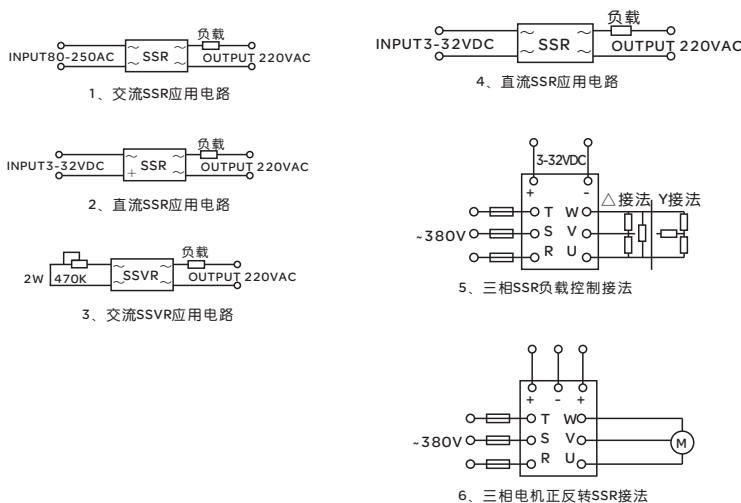 负载
INPUT80-250AC
~ SSR ~
~ ~
OUTPUT 220VAC
1、交流SSR应用电路
负载
INPUT3-32VDC
~ SSR ~
+ ~
OUTPUT 220VAC
2、直流SSR应用电路
负载
2W 470K
~ SSVR ~
~ ~
OUTPUT 220VAC
3、交流SSVR应用电路
负载
INPUT3-32VDC
~ SSR ~
~ ~
OUTPUT 220VAC
4、直流SSR应用电路
3-32VDC
+ -
△接法 Y接法
T W
~380V S V
R U
5、三相SSR负载控制接法
+ - +
T W
~380V S V M
R U
6、三相电机正反转SSR接法